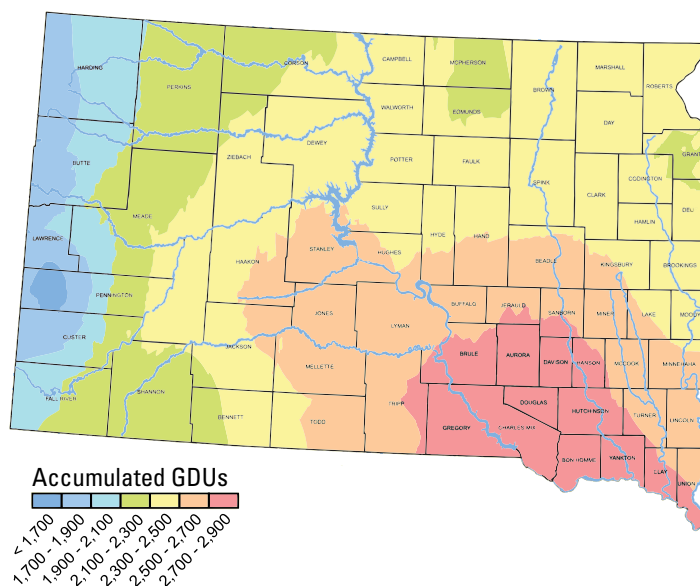 CAMPBELL
MCPHERSON
MARSHALL
ROBERTS
HARDING
PERKINS
CORSON
BROWN
WALWORTH
EDMUNDS
DAY
GRANT
DEWEY
ZIEBACH
BUTTE
POTTER
FAULK
CODINGTON
SPINK
CLARK
DEU
MEADE
SULLY
HAMLIN
LAWRENCE
HYDE
HAND
STANLEY
HUGHES
HAAKON
BEADLE
KINGSBURY
BROOKINGS
PENNINGTON
BUFFALO
JERAULD
SANBORN
MINER
LAKE
MOODY
JONES
LYMAN
CUSTER
JACKSON
BRULE
AURORA
DAVISON
HANSON
MCCOOK
MINNEHAHA
MELLETTE
FALL RIVER
SHANNON
TRIPP
DOUGLAS
HUTCHINSON
TURNER
LINCOLN
BENNETT
TODD
GREGORY
CHARLES MIX
BON HOMME
YANKTON
CLAY
UNION
Accumulated GDUs
< 1,700
1,700 - 1,900
1,900 - 2,100
2,100 - 2,300
2,300 - 2,500
2,500 - 2,700
2,700 - 2,900